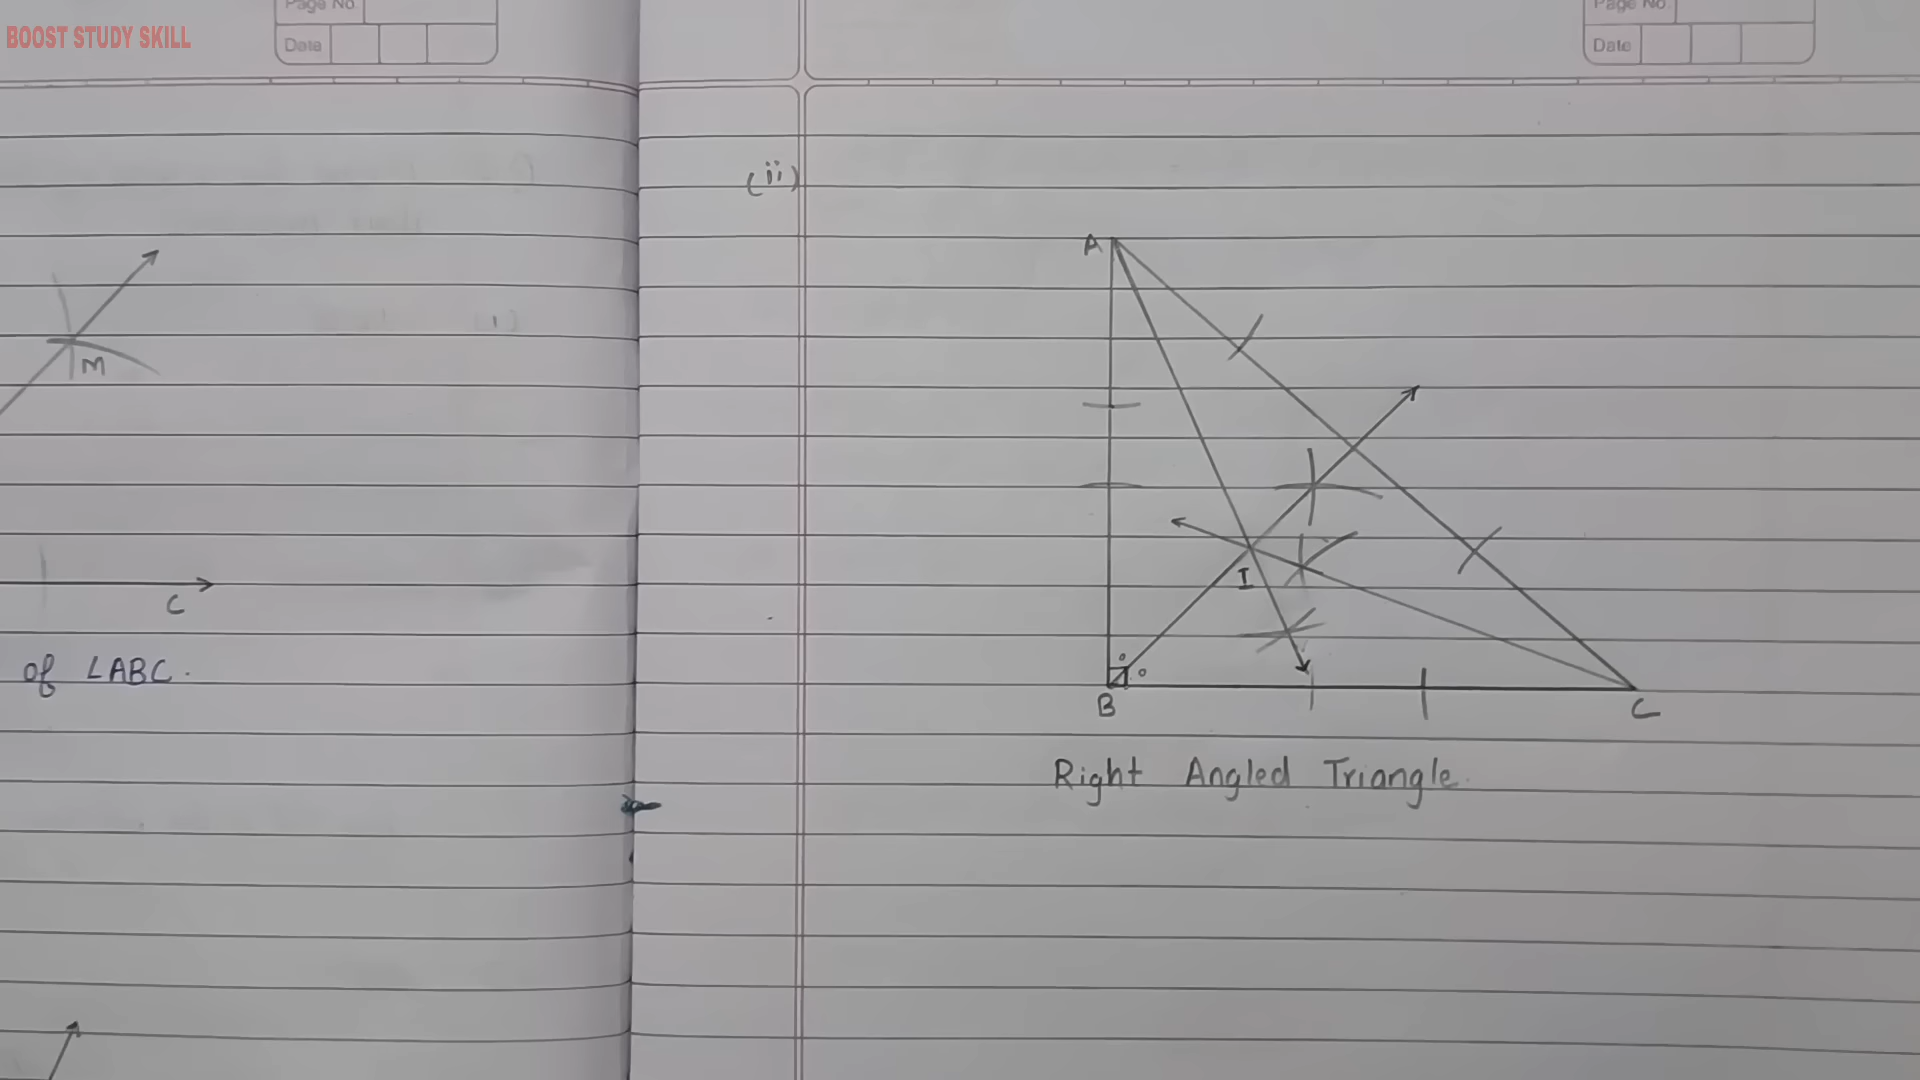 BOOST STUDY SKILL
Page No.
Date
Page No.
Date
M
C
of ∠ABC.
(ii)
A
I
B
C
Right Angled Triangle.